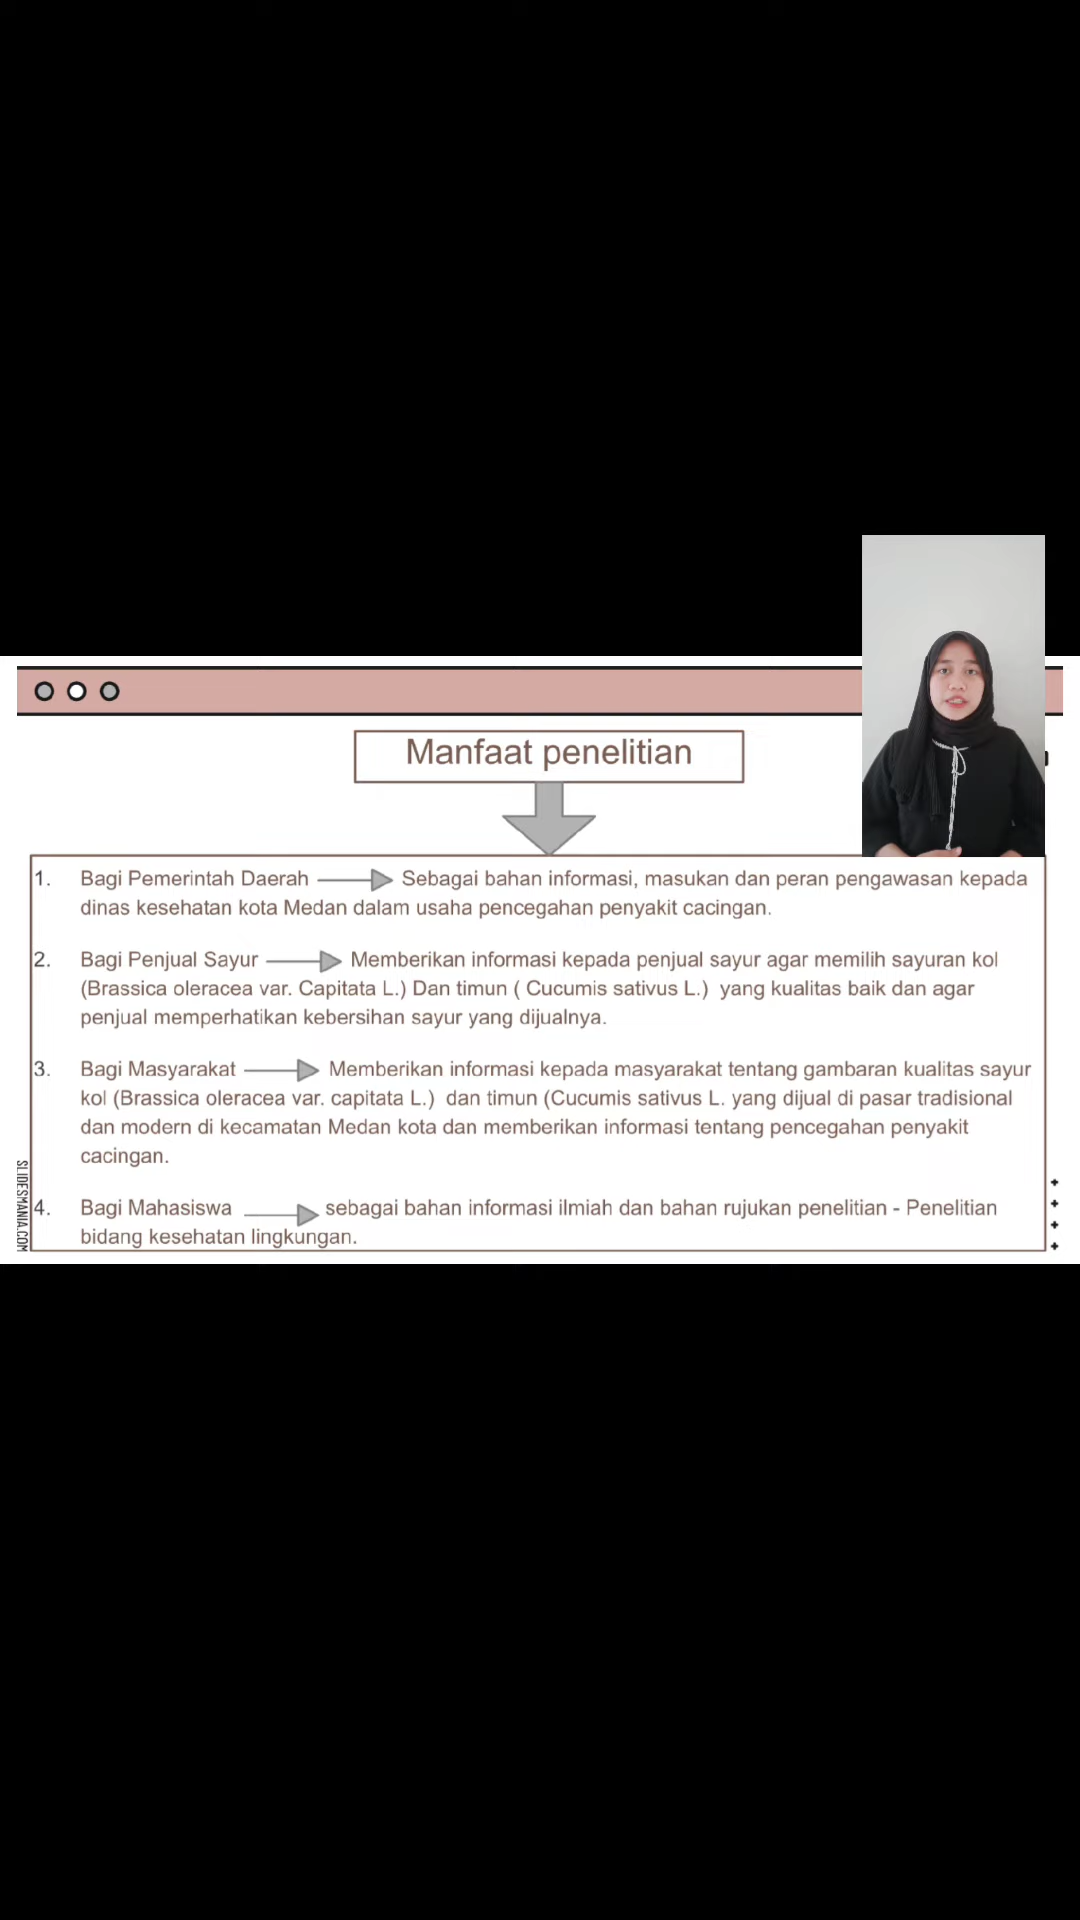 Manfaat penelitian
1. Bagi Pemerintah Daerah Sebagai bahan informasi, masukan dan peran pengawasan kepada
dinas kesehatan kota Medan dalam usaha pencegahan penyakit cacingan.
2. Bagi Penjual Sayur Memberikan informasi kepada penjual sayur agar memilih sayuran kol
(Brassica oleracea var. Capitata L.) Dan timun ( Cucumis sativus L.) yang kualitas baik dan agar
penjual memperhatikan kebersihan sayur yang dijualnya.
3. Bagi Masyarakat Memberikan informasi kepada masyarakat tentang gambaran kualitas sayur
kol (Brassica oleracea var. capitata L.) dan timun (Cucumis sativus L. yang dijual di pasar tradisional
dan modern di kecamatan Medan kota dan memberikan informasi tentang pencegahan penyakit
cacingan.
4. Bagi Mahasiswa sebagai bahan informasi ilmiah dan bahan rujukan penelitian - Penelitian
bidang kesehatan lingkungan.
SLIDESMANIA.COM